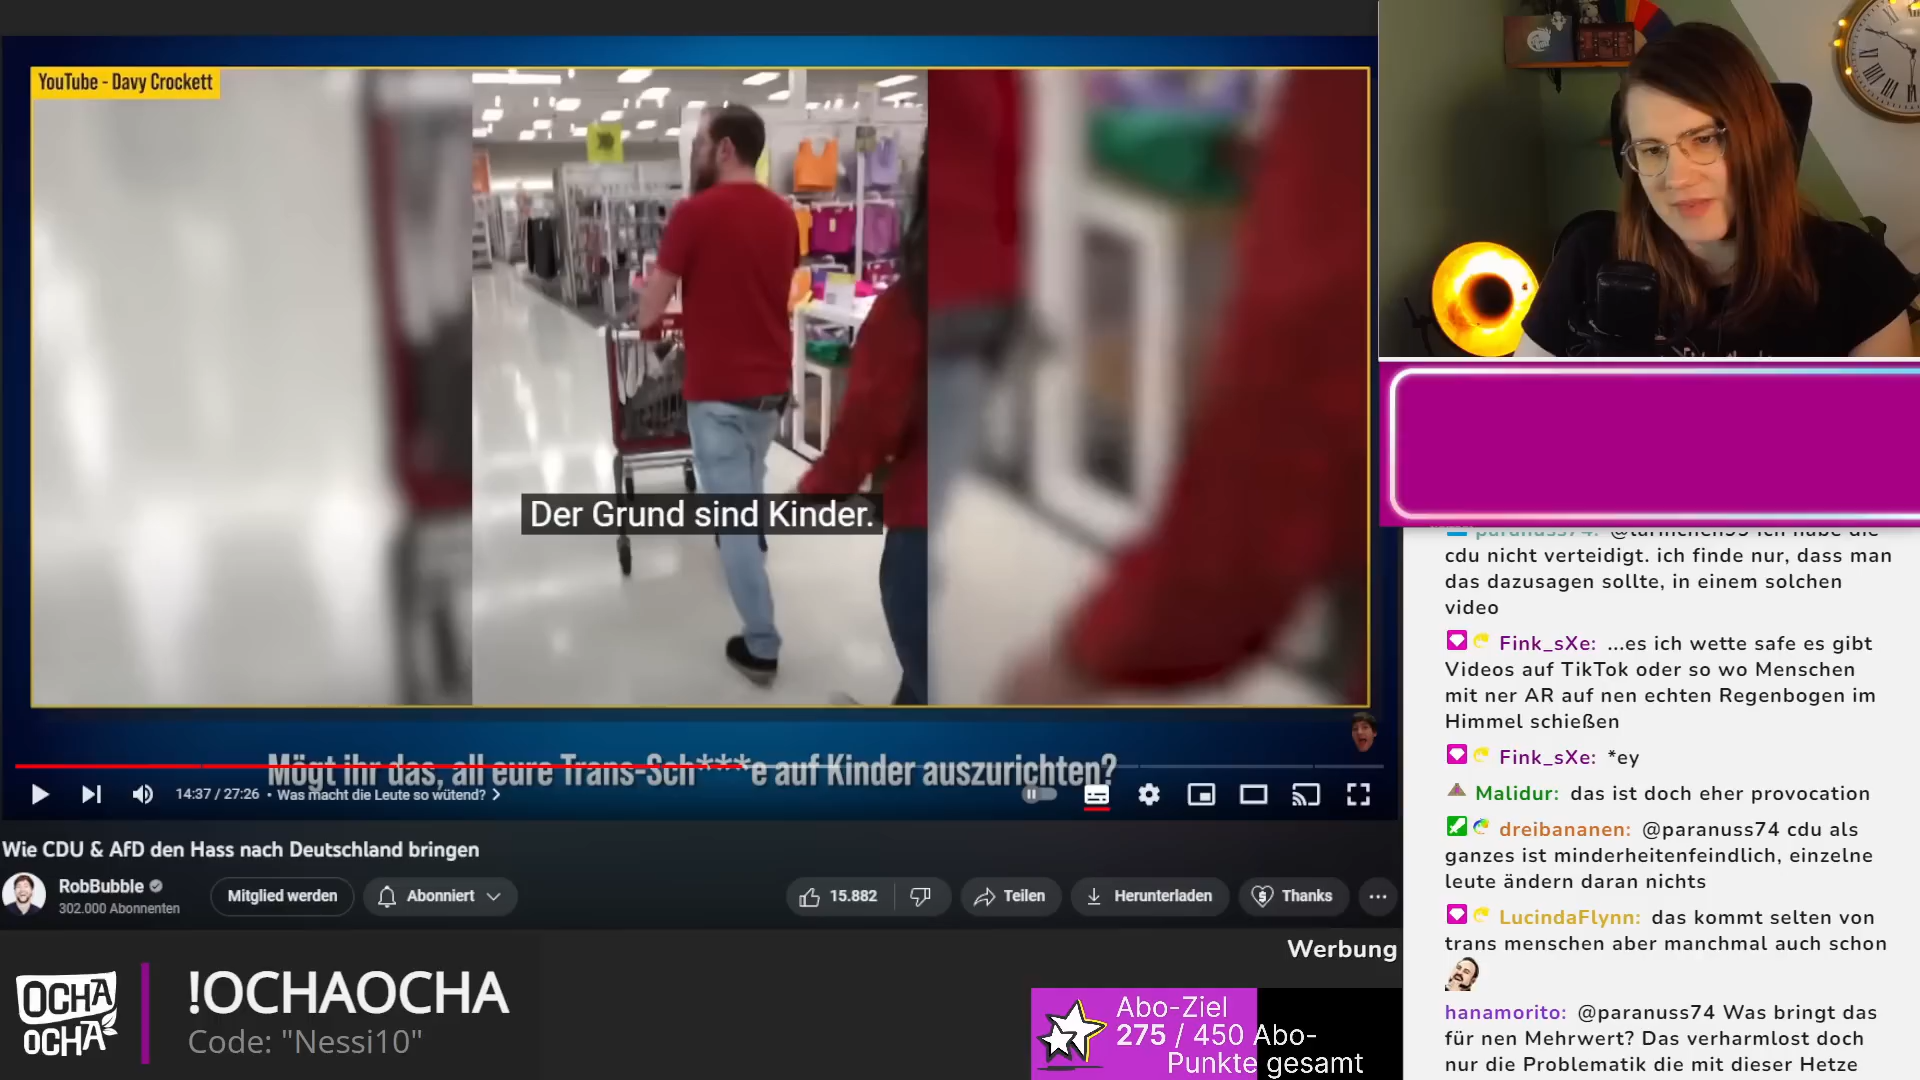 YouTube - Davy Crockett
Der Grund sind Kinder.
Mögt ihr das, all eure Trans-Sch***e auf Kinder auszurichten?
14:37 / 27:26 • Was macht die Leute so wütend?
Wie CDU & AfD den Hass nach Deutschland bringen
RobBubble
302.000 Abonnenten
Mitglied werden
Abonniert
15.882
Teilen
Herunterladen
Thanks
Werbung
OCHA
OCHA
!OCHAOCHA
Code: "Nessi10"
Abo-Ziel
275 / 450 Abo-
Punkte gesamt
cdu nicht verteidigt. ich finde nur, dass man
das dazusagen sollte, in einem solchen
video
Fink_sXe: ...es ich wette safe es gibt
Videos auf TikTok oder so wo Menschen
mit ner AR auf nen echten Regenbogen im
Himmel schießen
Fink_sXe: *ey
Malidur: das ist doch eher provocation
dreibananen: @paranuss74 cdu als
ganzes ist minderheitenfeindlich, einzelne
leute ändern daran nichts
LucindaFlynn: das kommt selten von
trans menschen aber manchmal auch schon
hanamorito: @paranuss74 Was bringt das
für nen Mehrwert? Das verharmlost doch
nur die Problematik die mit dieser Hetze